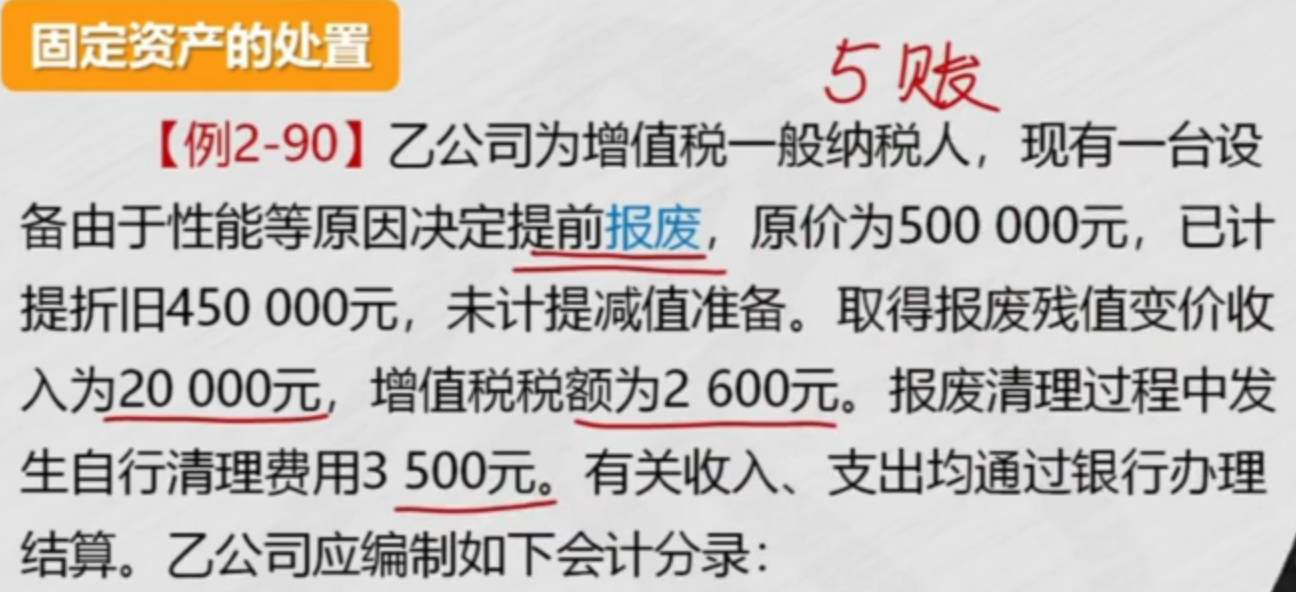 固定资产的处置
5账
【例2-90】乙公司为增值税一般纳税人，现有一台设
备由于性能等原因决定提前报废，原价为500 000元，已计
提折旧450 000元，未计提减值准备。取得报废残值变价收
入为20 000元，增值税税额为2 600元。报废清理过程中发
生自行清理费用3 500元。有关收入、支出均通过银行办理
结算。乙公司应编制如下会计分录：